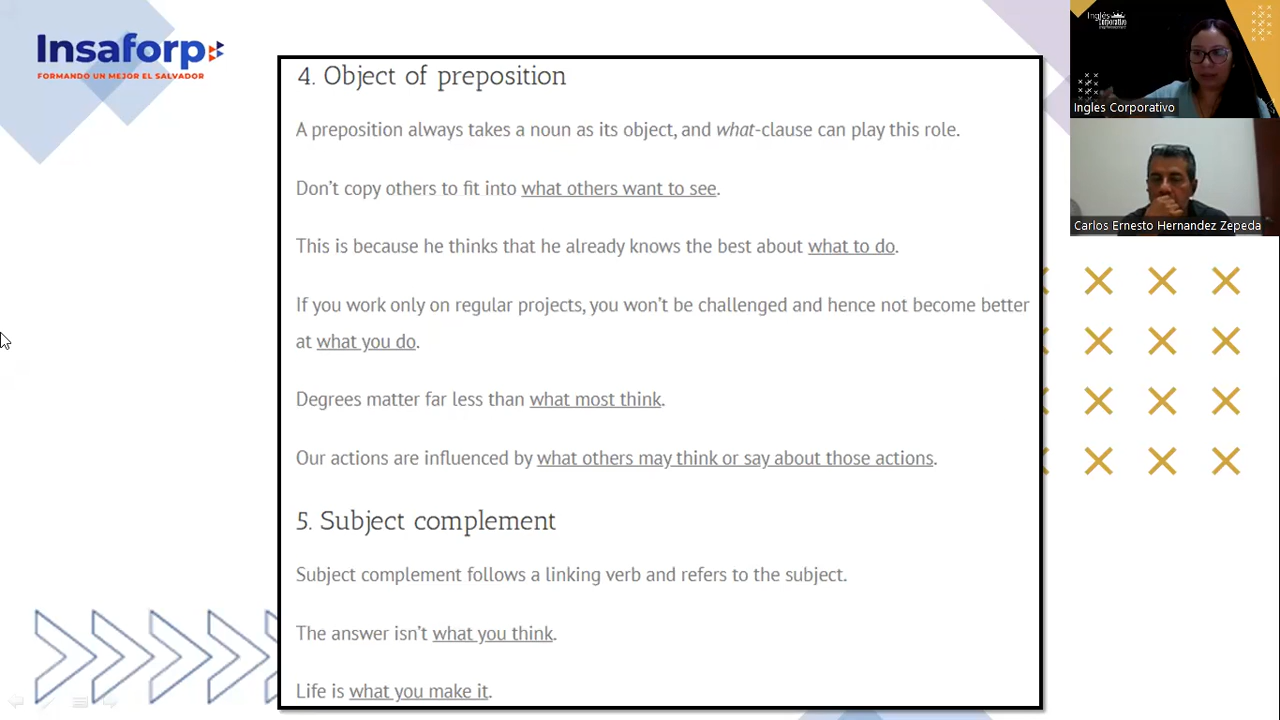 Insaforp
FORMANDO UN MEJOR EL SALVADOR
4. Object of preposition
A preposition always takes a noun as its object, and what-clause can play this role.
Don't copy others to fit into what others want to see.
This is because he thinks that he already knows the best about what to do.
If you work only on regular projects, you won't be challenged and hence not become better
at what you do.
Degrees matter far less than what most think.
Our actions are influenced by what others may think or say about those actions.
5. Subject complement
Subject complement follows a linking verb and refers to the subject.
The answer isn't what you think.
Life is what you make it.
Inglés
Corporativo
Ingles Corporativo
Carlos Ernesto Hernandez Zepeda